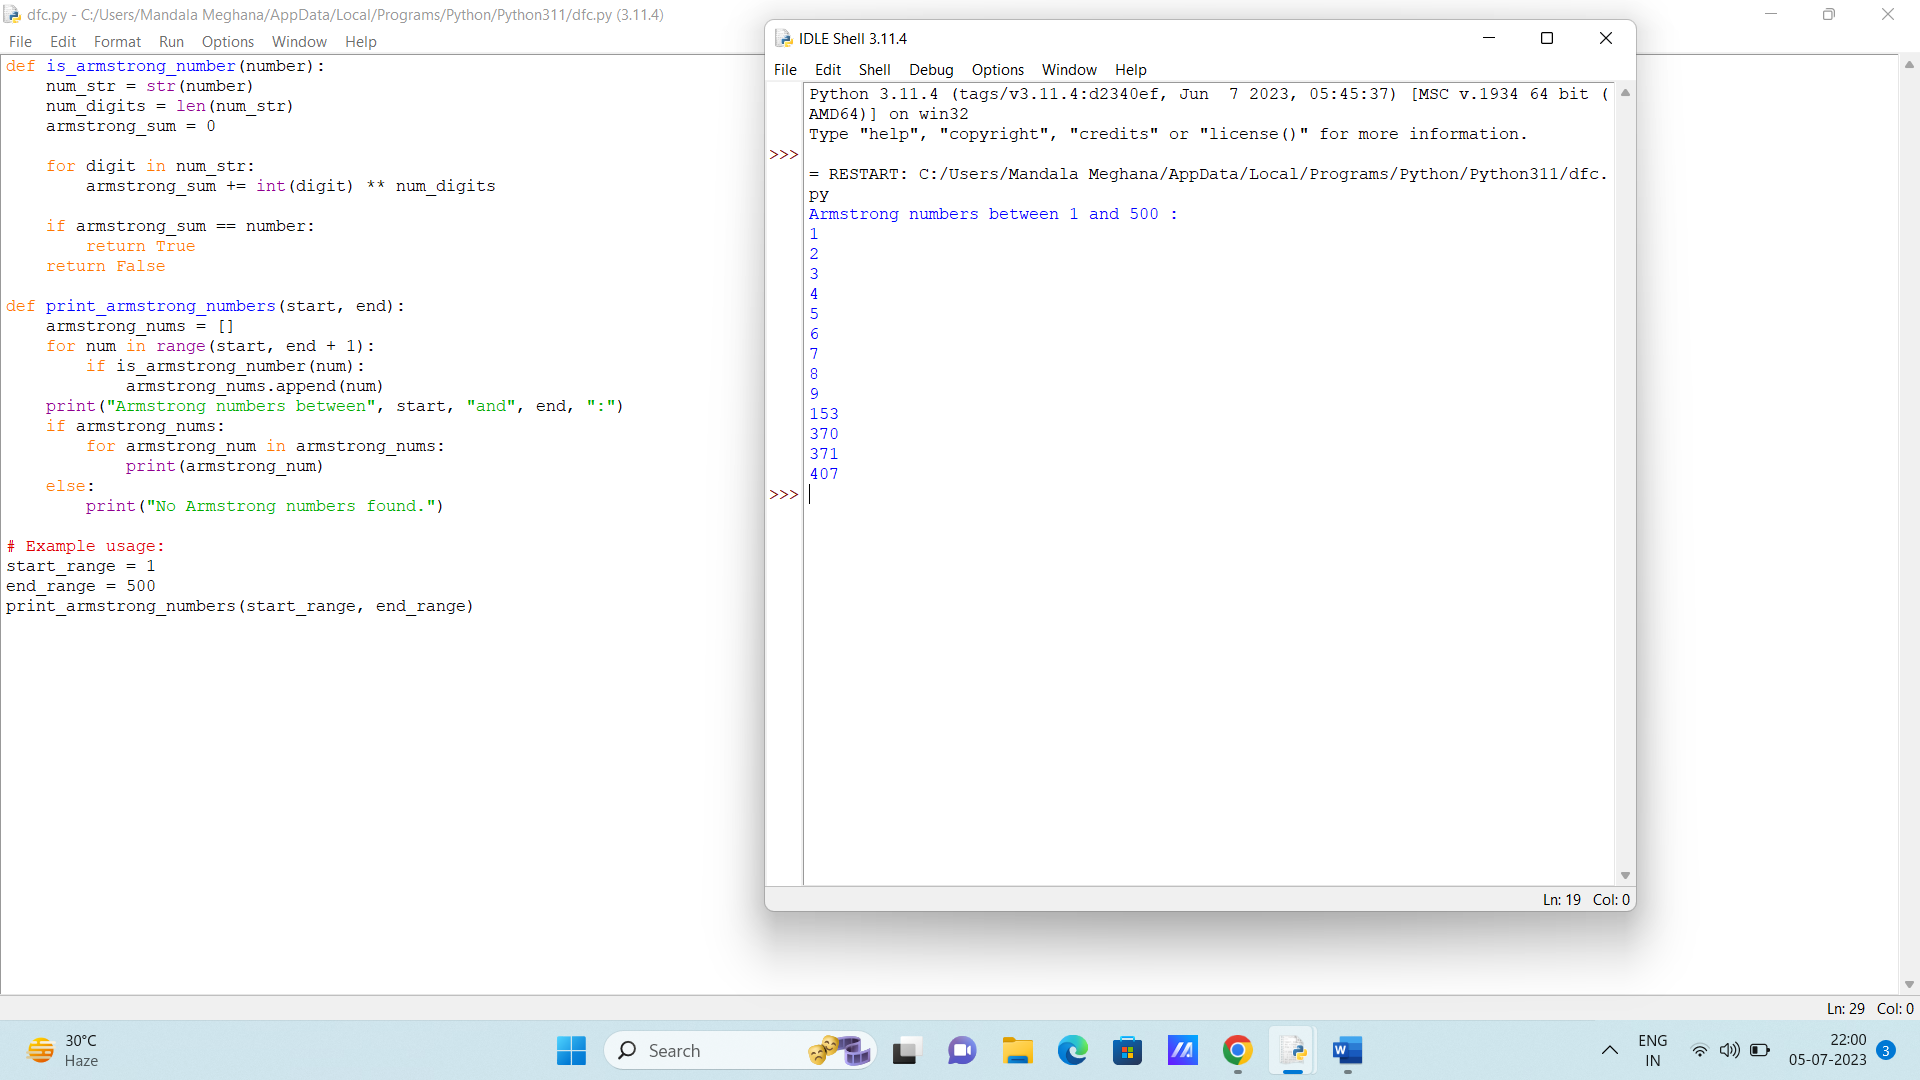 dfc.py - C:/Users/Mandala Meghana/AppData/Local/Programs/Python/Python311/dfc.py (3.11.4)
File Edit Format Run Options Window Help
def is_armstrong_number(number):
    num_str = str(number)
    num_digits = len(num_str)
    armstrong_sum = 0

    for digit in num_str:
        armstrong_sum += int(digit) ** num_digits

    if armstrong_sum == number:
        return True
    return False

def print_armstrong_numbers(start, end):
    armstrong_nums = []
    for num in range(start, end + 1):
        if is_armstrong_number(num):
            armstrong_nums.append(num)
    print("Armstrong numbers between", start, "and", end, ":")
    if armstrong_nums:
        for armstrong_num in armstrong_nums:
            print(armstrong_num)
    else:
        print("No Armstrong numbers found.")

# Example usage:
start_range = 1
end_range = 500
print_armstrong_numbers(start_range, end_range)
IDLE Shell 3.11.4
File Edit Shell Debug Options Window Help
Python 3.11.4 (tags/v3.11.4:d2340ef, Jun  7 2023, 05:45:37) [MSC v.1934 64 bit (
AMD64)] on win32
Type "help", "copyright", "credits" or "license()" for more information.
>>>
= RESTART: C:/Users/Mandala Meghana/AppData/Local/Programs/Python/Python311/dfc.
py
Armstrong numbers between 1 and 500 :
1
2
3
4
5
6
7
8
9
153
370
371
407
>>>
Ln: 19 Col: 0
Ln: 29 Col: 0
30°C
Haze
Search
W
ENG
IN
22:00
05-07-2023
3